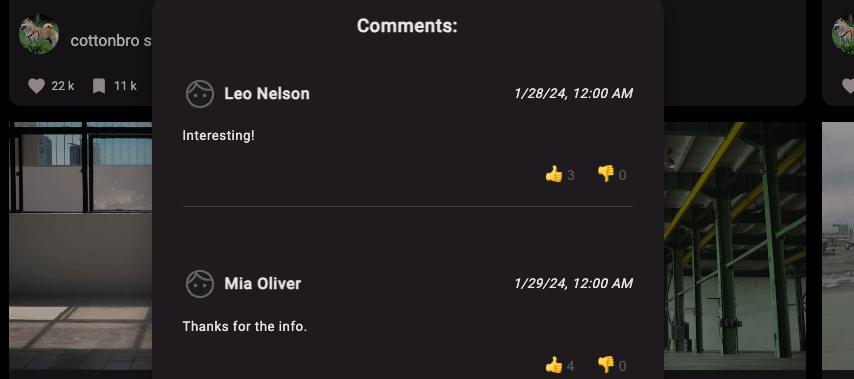 Comments:
cottonbro s
22 k 11 k
Leo Nelson 1/28/24, 12:00 AM
Interesting!
👍 3 👎 0
Mia Oliver 1/29/24, 12:00 AM
Thanks for the info.
👍 4 👎 0